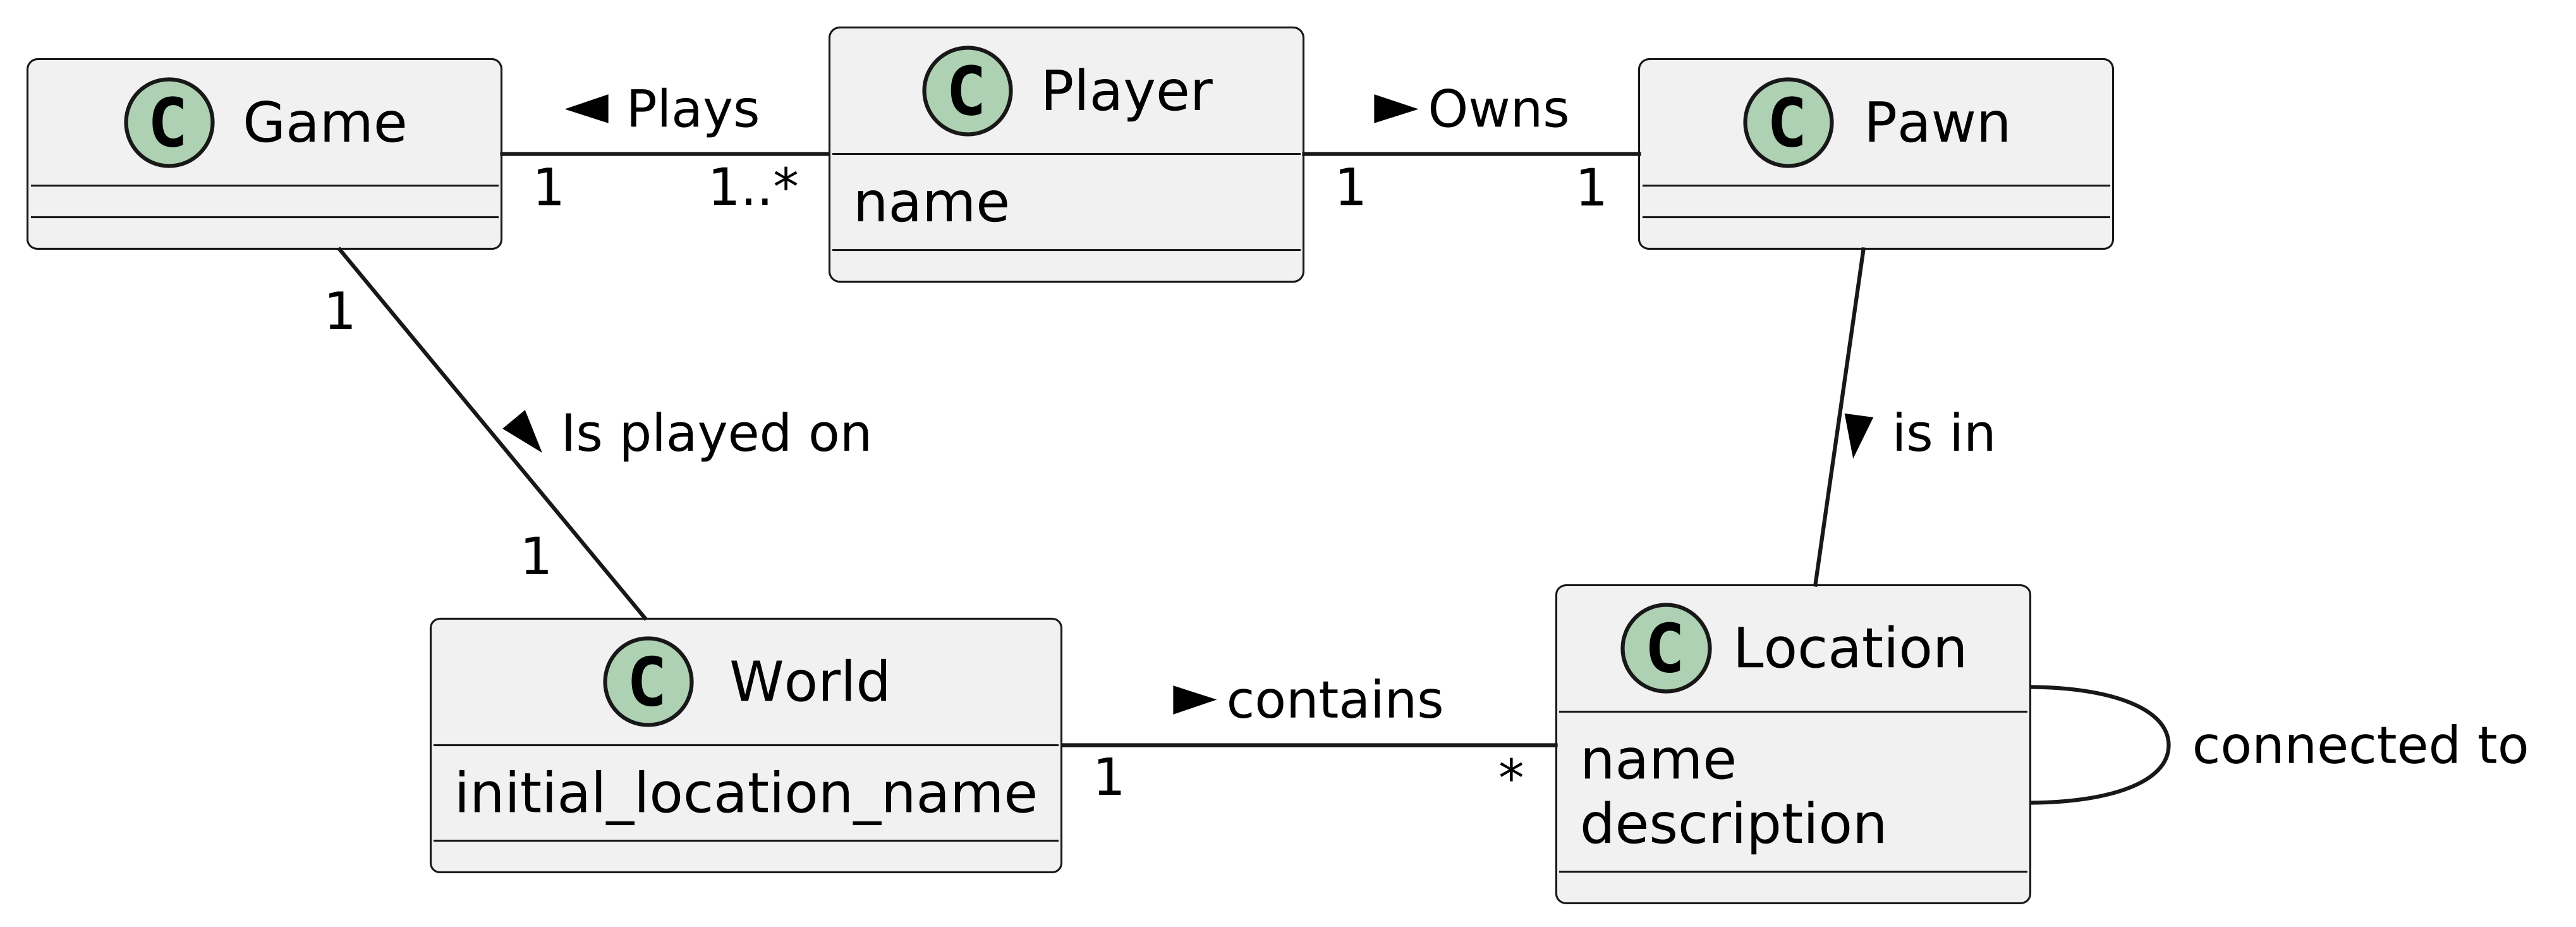 C Game
Plays
1
1..*
C Player
name
Owns
1
1
C Pawn
1
Is played on
1
is in
C World
initial_location_name
contains
1
*
C Location
name
description
connected to